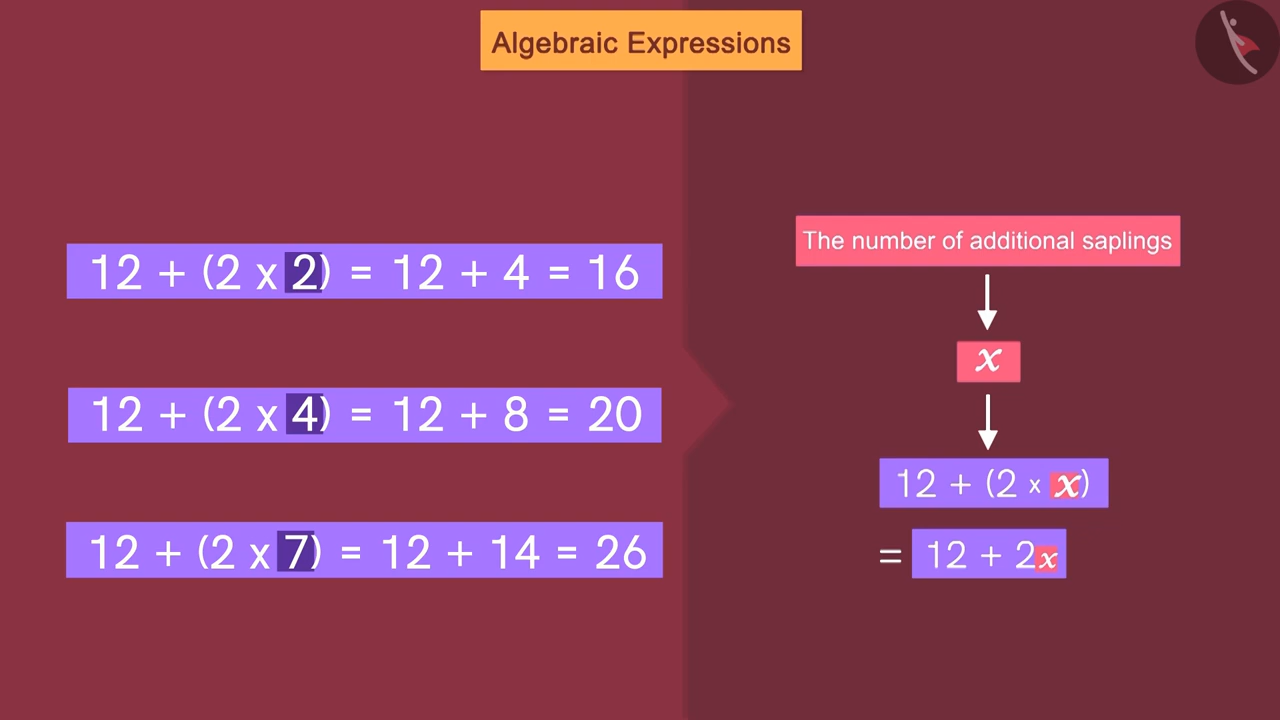 Algebraic Expressions
12 + (2 x 2) = 12 + 4 = 16
12 + (2 x 4) = 12 + 8 = 20
12 + (2 x 7) = 12 + 14 = 26
The number of additional saplings
x
12 + (2 × x)
= 12 + 2x